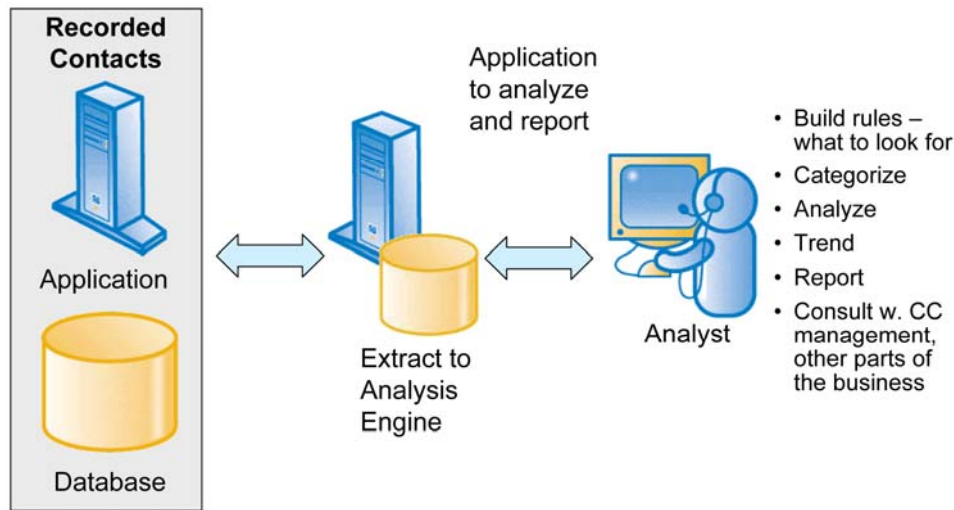 Recorded
Contacts
Application
Database
Extract to
Analysis
Engine
Application
to analyze
and report
Analyst
• Build rules –
what to look for
• Categorize
• Analyze
• Trend
• Report
• Consult w. CC
management,
other parts of
the business